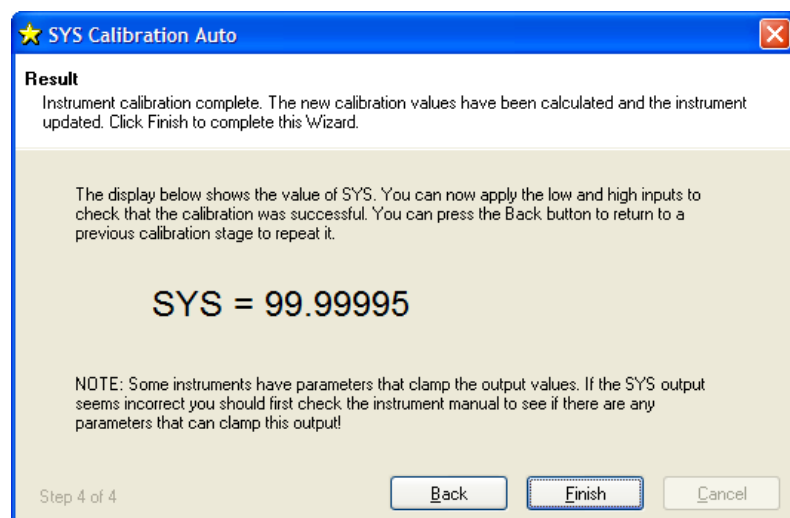 SYS Calibration Auto
Result
Instrument calibration complete. The new calibration values have been calculated and the instrument
updated. Click Finish to complete this Wizard.
The display below shows the value of SYS. You can now apply the low and high inputs to
check that the calibration was successful. You can press the Back button to return to a
previous calibration stage to repeat it.
SYS = 99.99995
NOTE: Some instruments have parameters that clamp the output values. If the SYS output
seems incorrect you should first check the instrument manual to see if there are any
parameters that can clamp this output!
Step 4 of 4 Back Finish Cancel